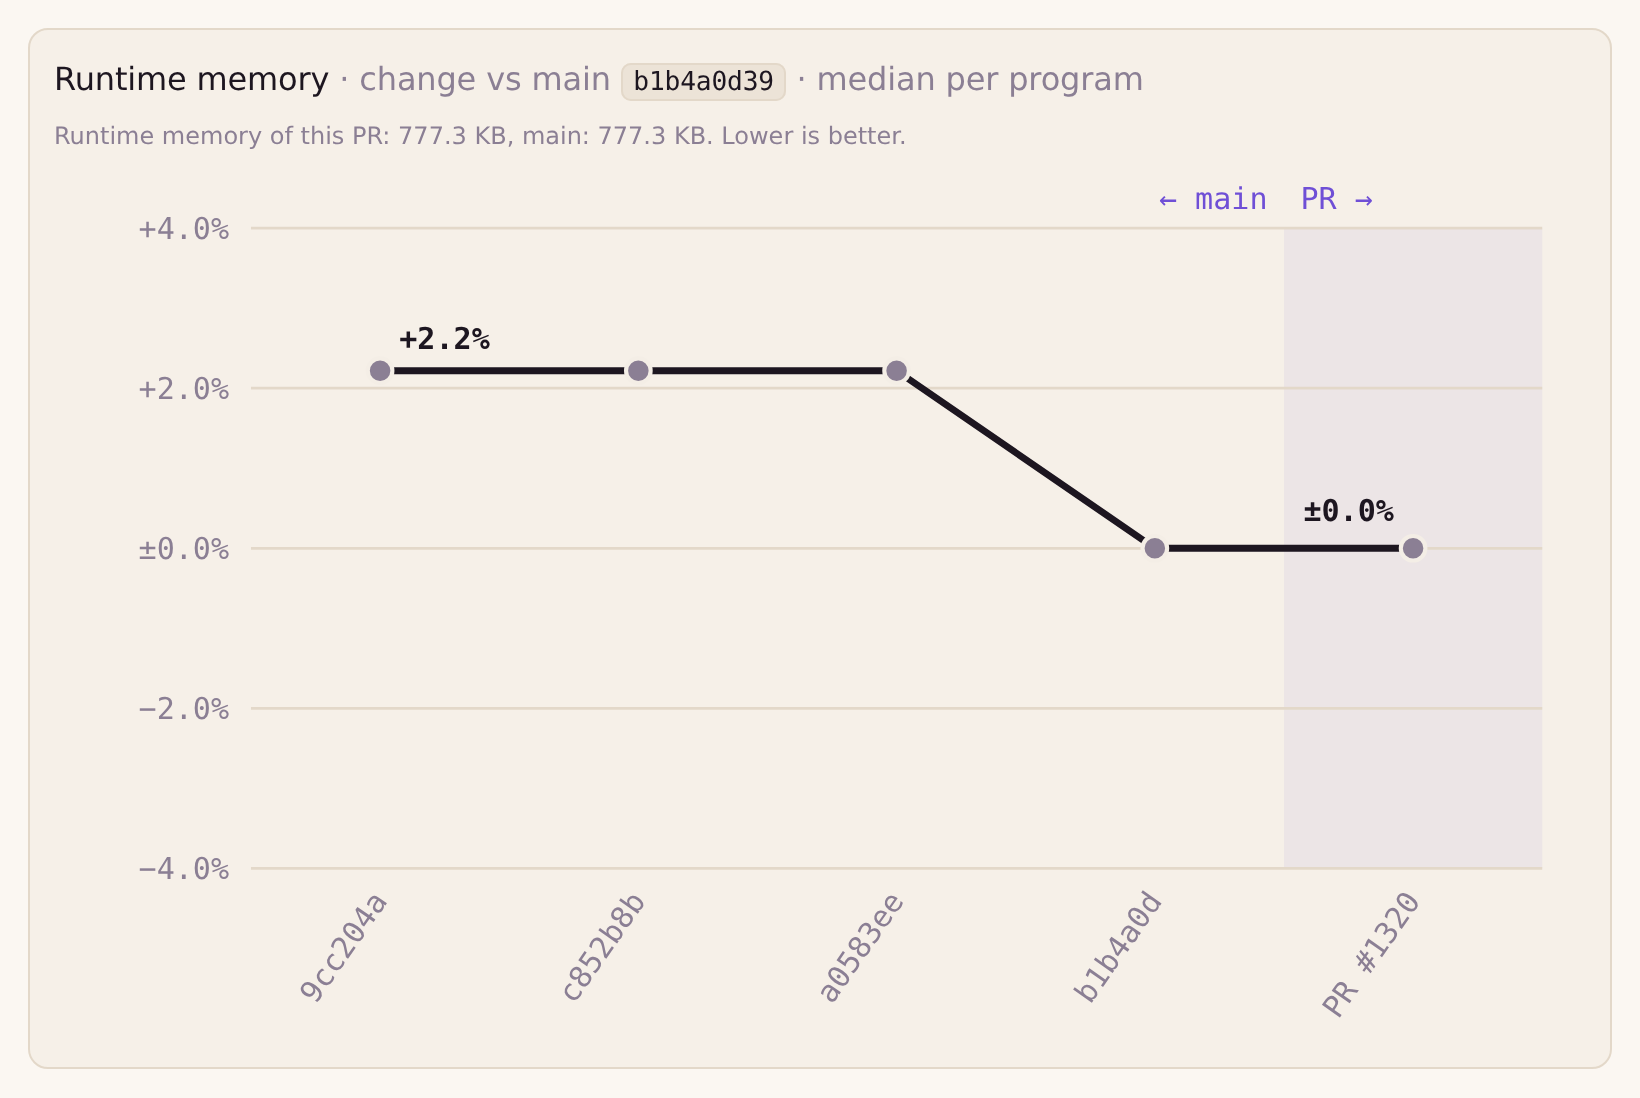 Runtime memory · change vs main b1b4a0d39 · median per program
Runtime memory of this PR: 777.3 KB, main: 777.3 KB. Lower is better.
← main PR →
+4.0%
+2.2%
+2.0%
±0.0%
±0.0%
−2.0%
−4.0%
9cc204a
c852b8b
a0583ee
b1b4a0d
PR #1320